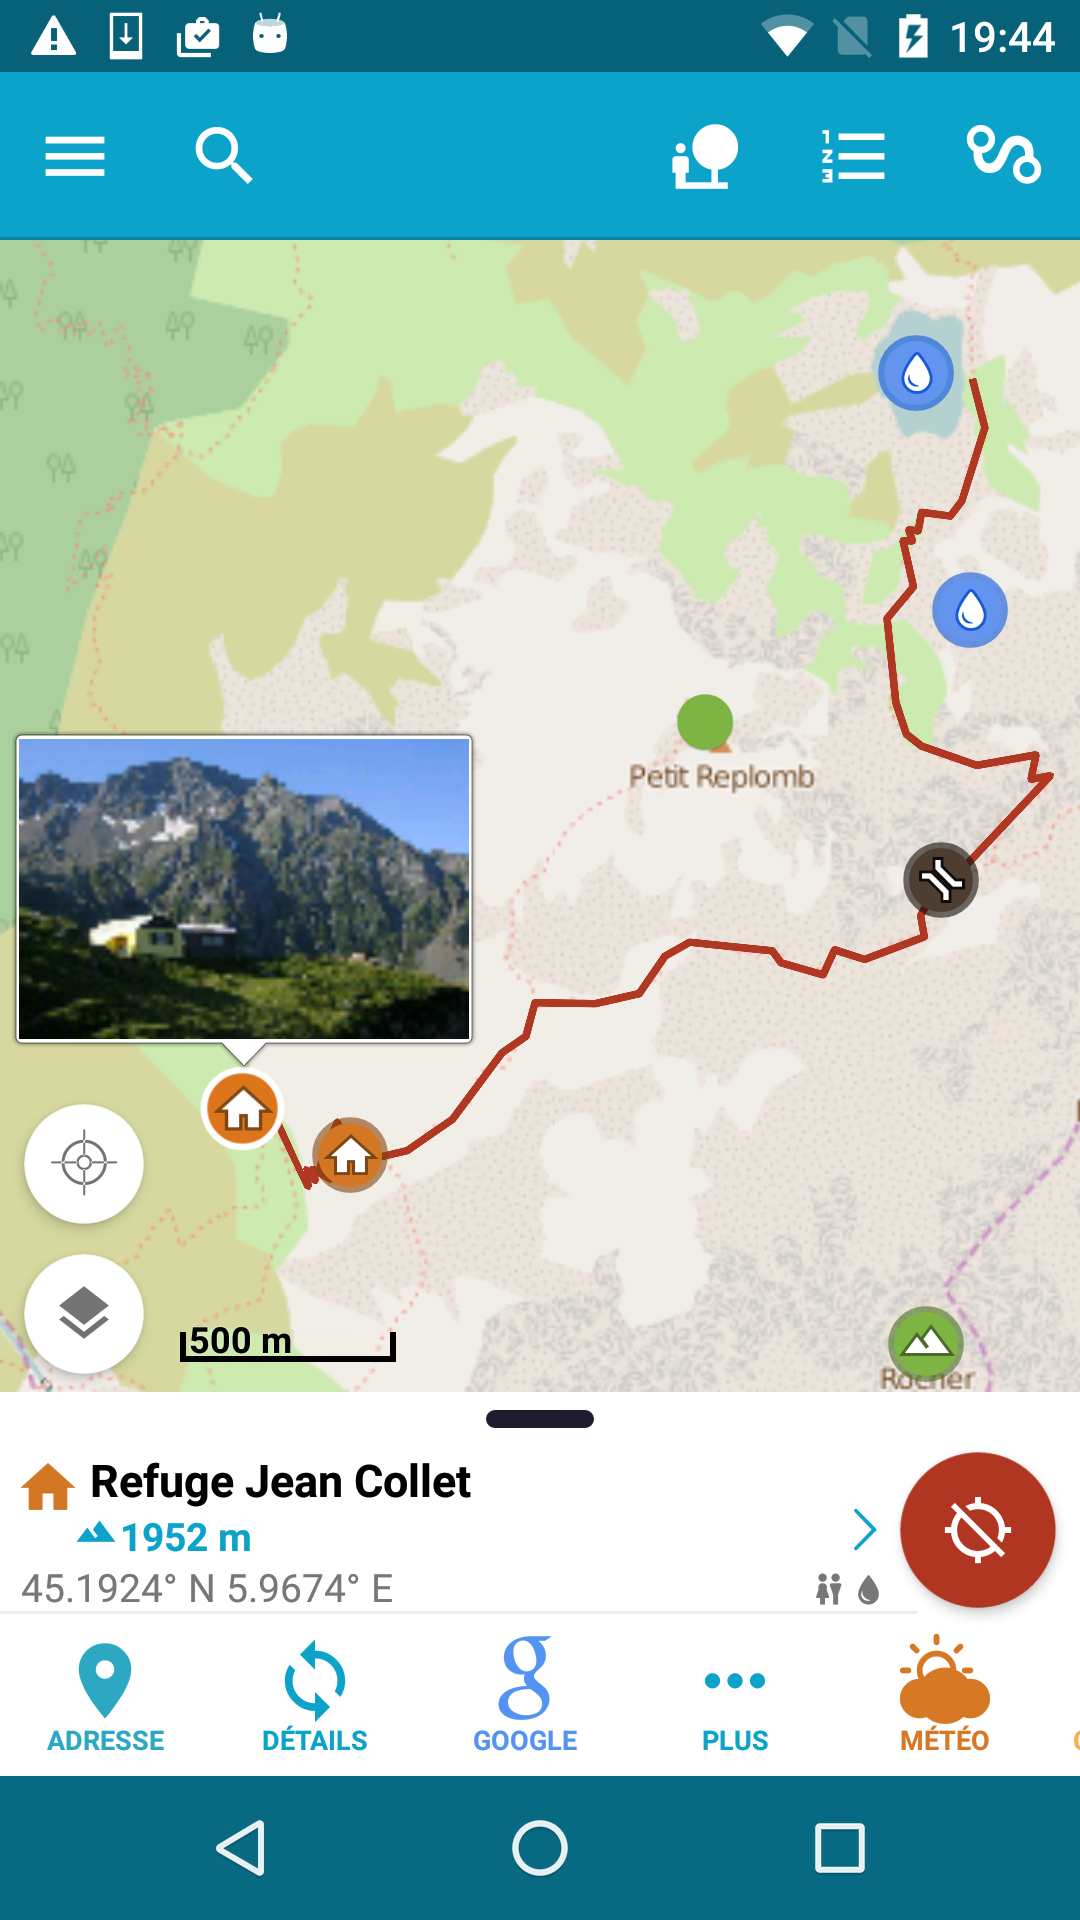 19:44
Petit Replomb
500 m
Rocher
Refuge Jean Collet
1952 m
45.1924° N 5.9674° E
ADRESSE
DÉTAILS
GOOGLE
PLUS
MÉTÉO